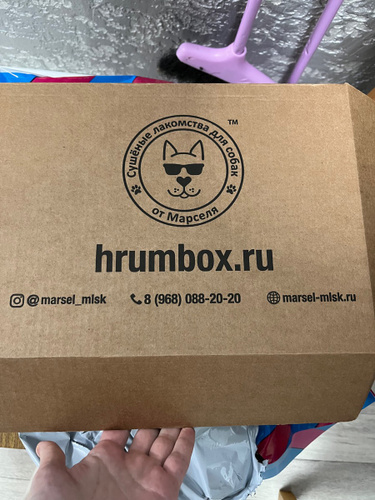 Сушёные лакомства для собак
TM
от Марселя
hrumbox.ru
@marsel_mlsk 8 (968) 088-20-20 marsel-mlsk.ru